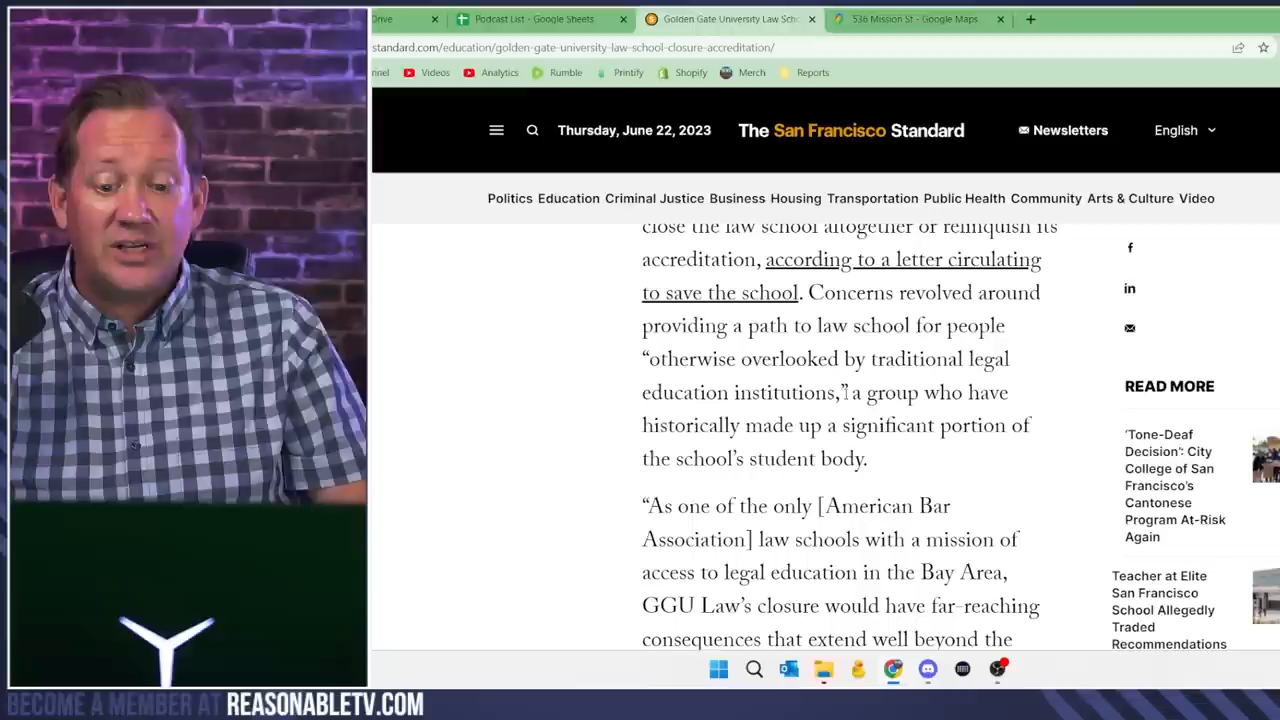 Drive
Podcast List - Google Sheets
Golden Gate University Law Scho
536 Mission St - Google Maps
standard.com/education/golden-gate-university-law-school-closure-accreditation/
nnel
Videos
Analytics
Rumble
Printify
Shopify
Merch
Reports
Thursday, June 22, 2023
The San Francisco Standard
Newsletters
English
Politics Education Criminal Justice Business Housing Transportation Public Health Community Arts & Culture Video
close the law school altogether or relinquish its
accreditation, according to a letter circulating
to save the school. Concerns revolved around
providing a path to law school for people
“otherwise overlooked by traditional legal
education institutions,” a group who have
historically made up a significant portion of
the school’s student body.
“As one of the only [American Bar
Association] law schools with a mission of
access to legal education in the Bay Area,
GGU Law’s closure would have far-reaching
consequences that extend well beyond the
READ MORE
‘Tone-Deaf
Decision’: City
College of San
Francisco’s
Cantonese
Program At-Risk
Again
Teacher at Elite
San Francisco
School Allegedly
Traded
Recommendations
BECOME A MEMBER AT REASONABLETV.COM